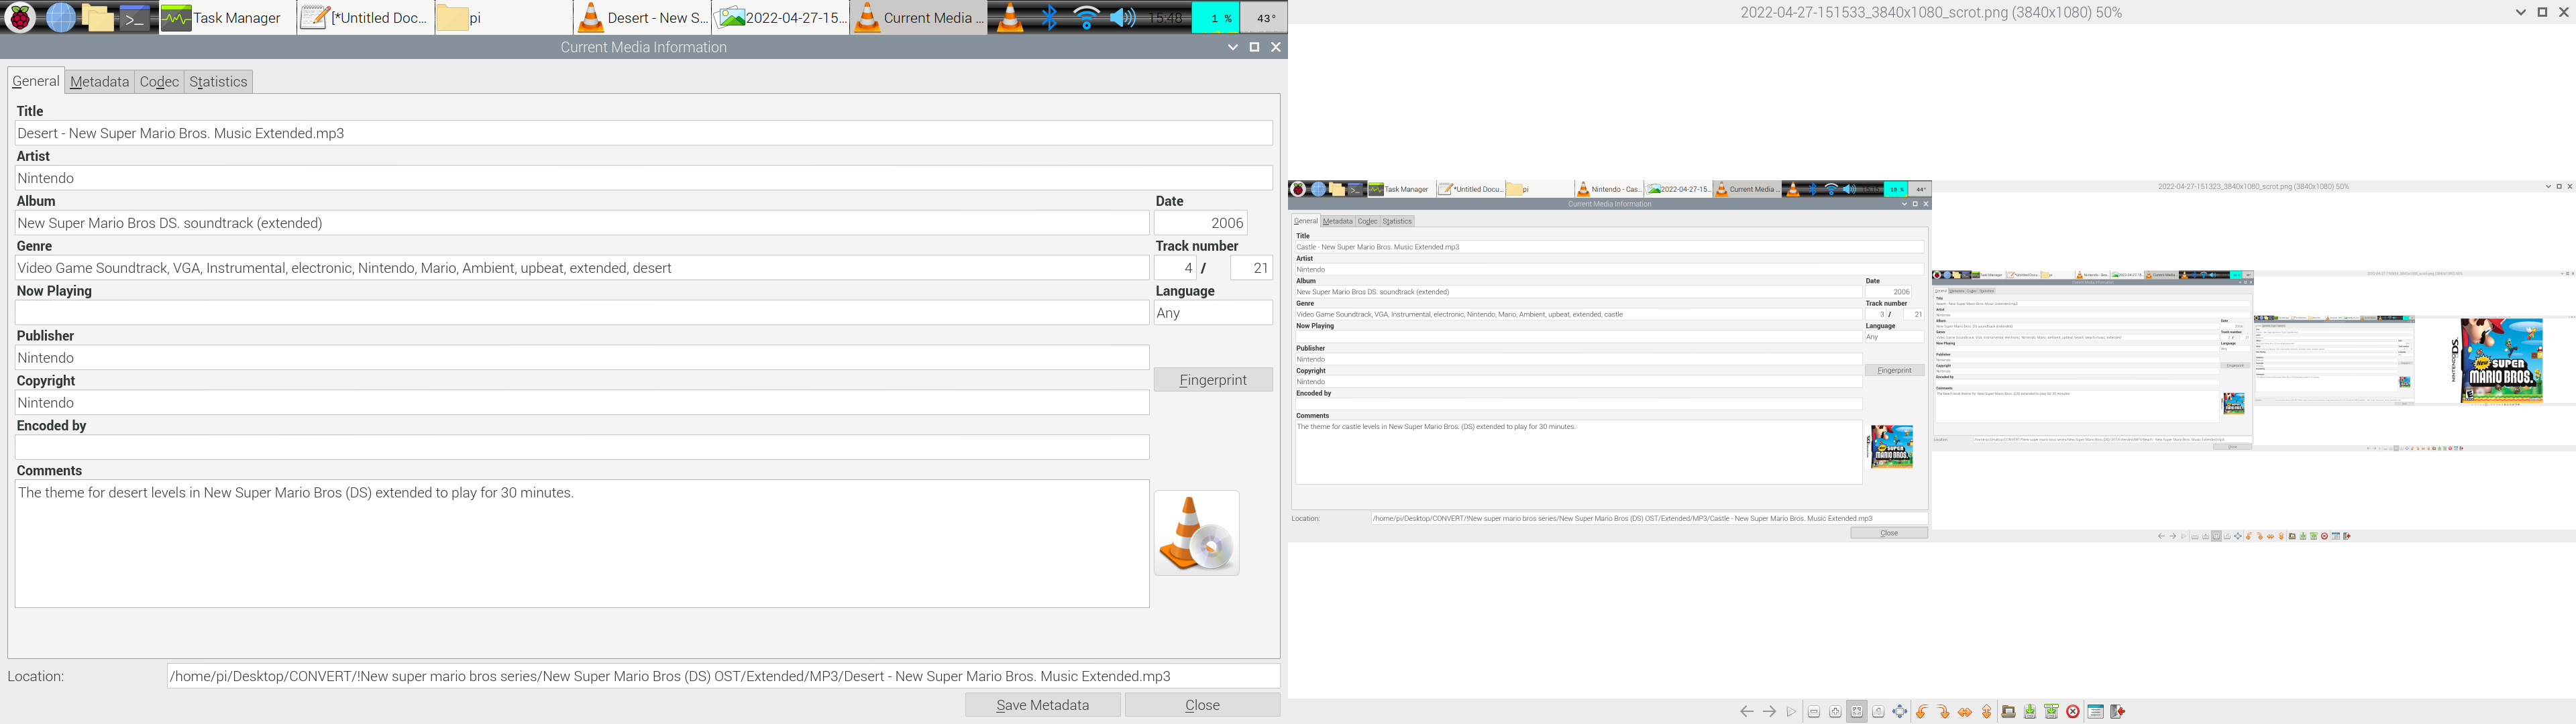 Task Manager
[*Untitled Doc...
pi
Desert - New S...
2022-04-27-15...
Current Media ...
15:48
1 %
43°
Current Media Information
General
Metadata
Codec
Statistics
Title
Desert - New Super Mario Bros. Music Extended.mp3
Artist
Nintendo
Album
Date
New Super Mario Bros DS. soundtrack (extended)
2006
Genre
Track number
Video Game Soundtrack, VGA, Instrumental, electronic, Nintendo, Mario, Ambient, upbeat, extended, desert
4 / 21
Now Playing
Language
Any
Publisher
Nintendo
Copyright
Fingerprint
Nintendo
Encoded by
Comments
The theme for desert levels in New Super Mario Bros (DS) extended to play for 30 minutes.
Location:
/home/pi/Desktop/CONVERT/!New super mario bros series/New Super Mario Bros (DS) OST/Extended/MP3/Desert - New Super Mario Bros. Music Extended.mp3
Save Metadata
Close
2022-04-27-151533_3840x1080_scrot.png (3840x1080) 50%
Task Manager
*Untitled Docu...
pi
Nintendo - Cas...
2022-04-27-15...
Current Media ...
44°
Current Media Information
2022-04-27-151323_3840x1080_scrot.png (3840x1080) 50%
General
Metadata
Codec
Statistics
Title
Castle - New Super Mario Bros. Music Extended.mp3
Artist
Nintendo
Album
Date
New Super Mario Bros DS. soundtrack (extended)
2006
Genre
Track number
Video Game Soundtrack, VGA, Instrumental, electronic, Nintendo, Mario, Ambient, upbeat, extended, castle
3 / 21
Now Playing
Language
Any
Publisher
Nintendo
Copyright
Fingerprint
Nintendo
Encoded by
Comments
The theme for castle levels in New Super Mario Bros. (DS) extended to play for 30 minutes.
Location:
/home/pi/Desktop/CONVERT/!New super mario bros series/New Super Mario Bros (DS) OST/Extended/MP3/Castle - New Super Mario Bros. Music Extended.mp3
Close
NINTENDO DS
New SUPER
MARIO BROS.